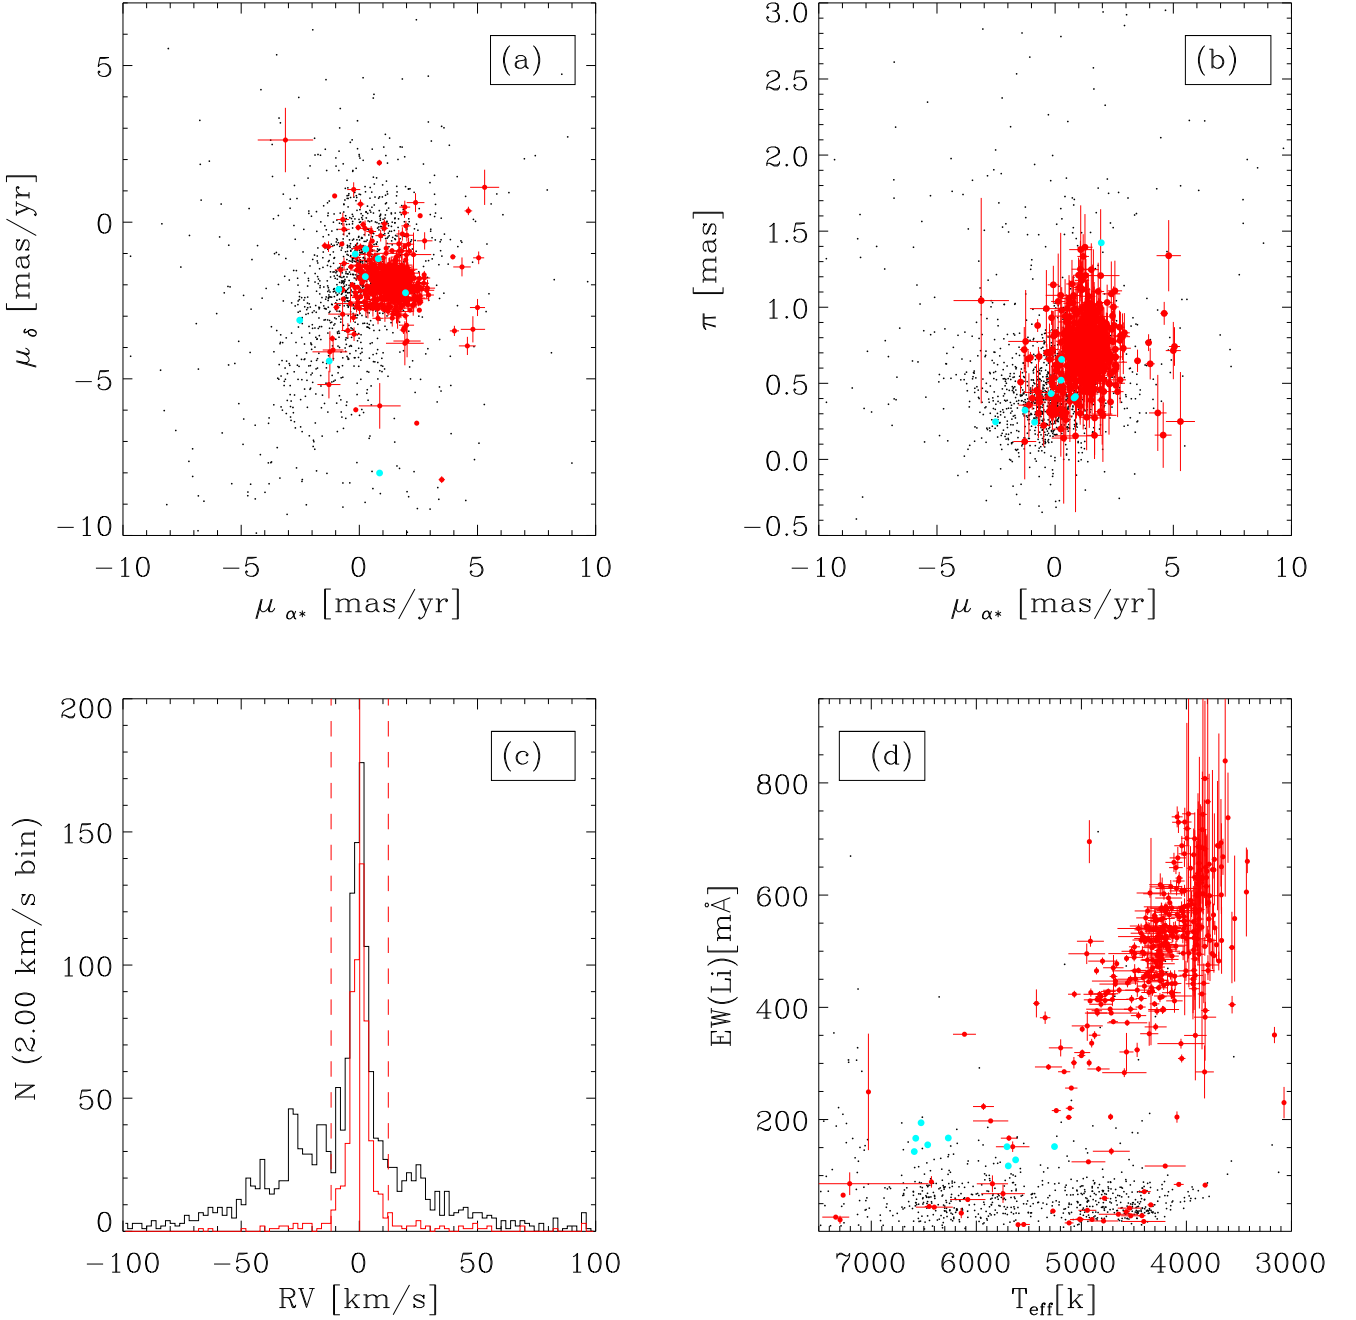 (a)
5
0
−5
−10
μ δ [mas/yr]
−10 −5 0 5 10
μ α* [mas/yr]
(b)
3.0
2.5
2.0
1.5
1.0
0.5
0.0
−0.5
π [mas]
−10 −5 0 5 10
μ α* [mas/yr]
(c)
200
150
100
50
0
N (2.00 km/s bin)
−100 −50 0 50 100
RV [km/s]
(d)
800
600
400
200
EW(Li)[mÅ]
7000 6000 5000 4000 3000
Teff[k]